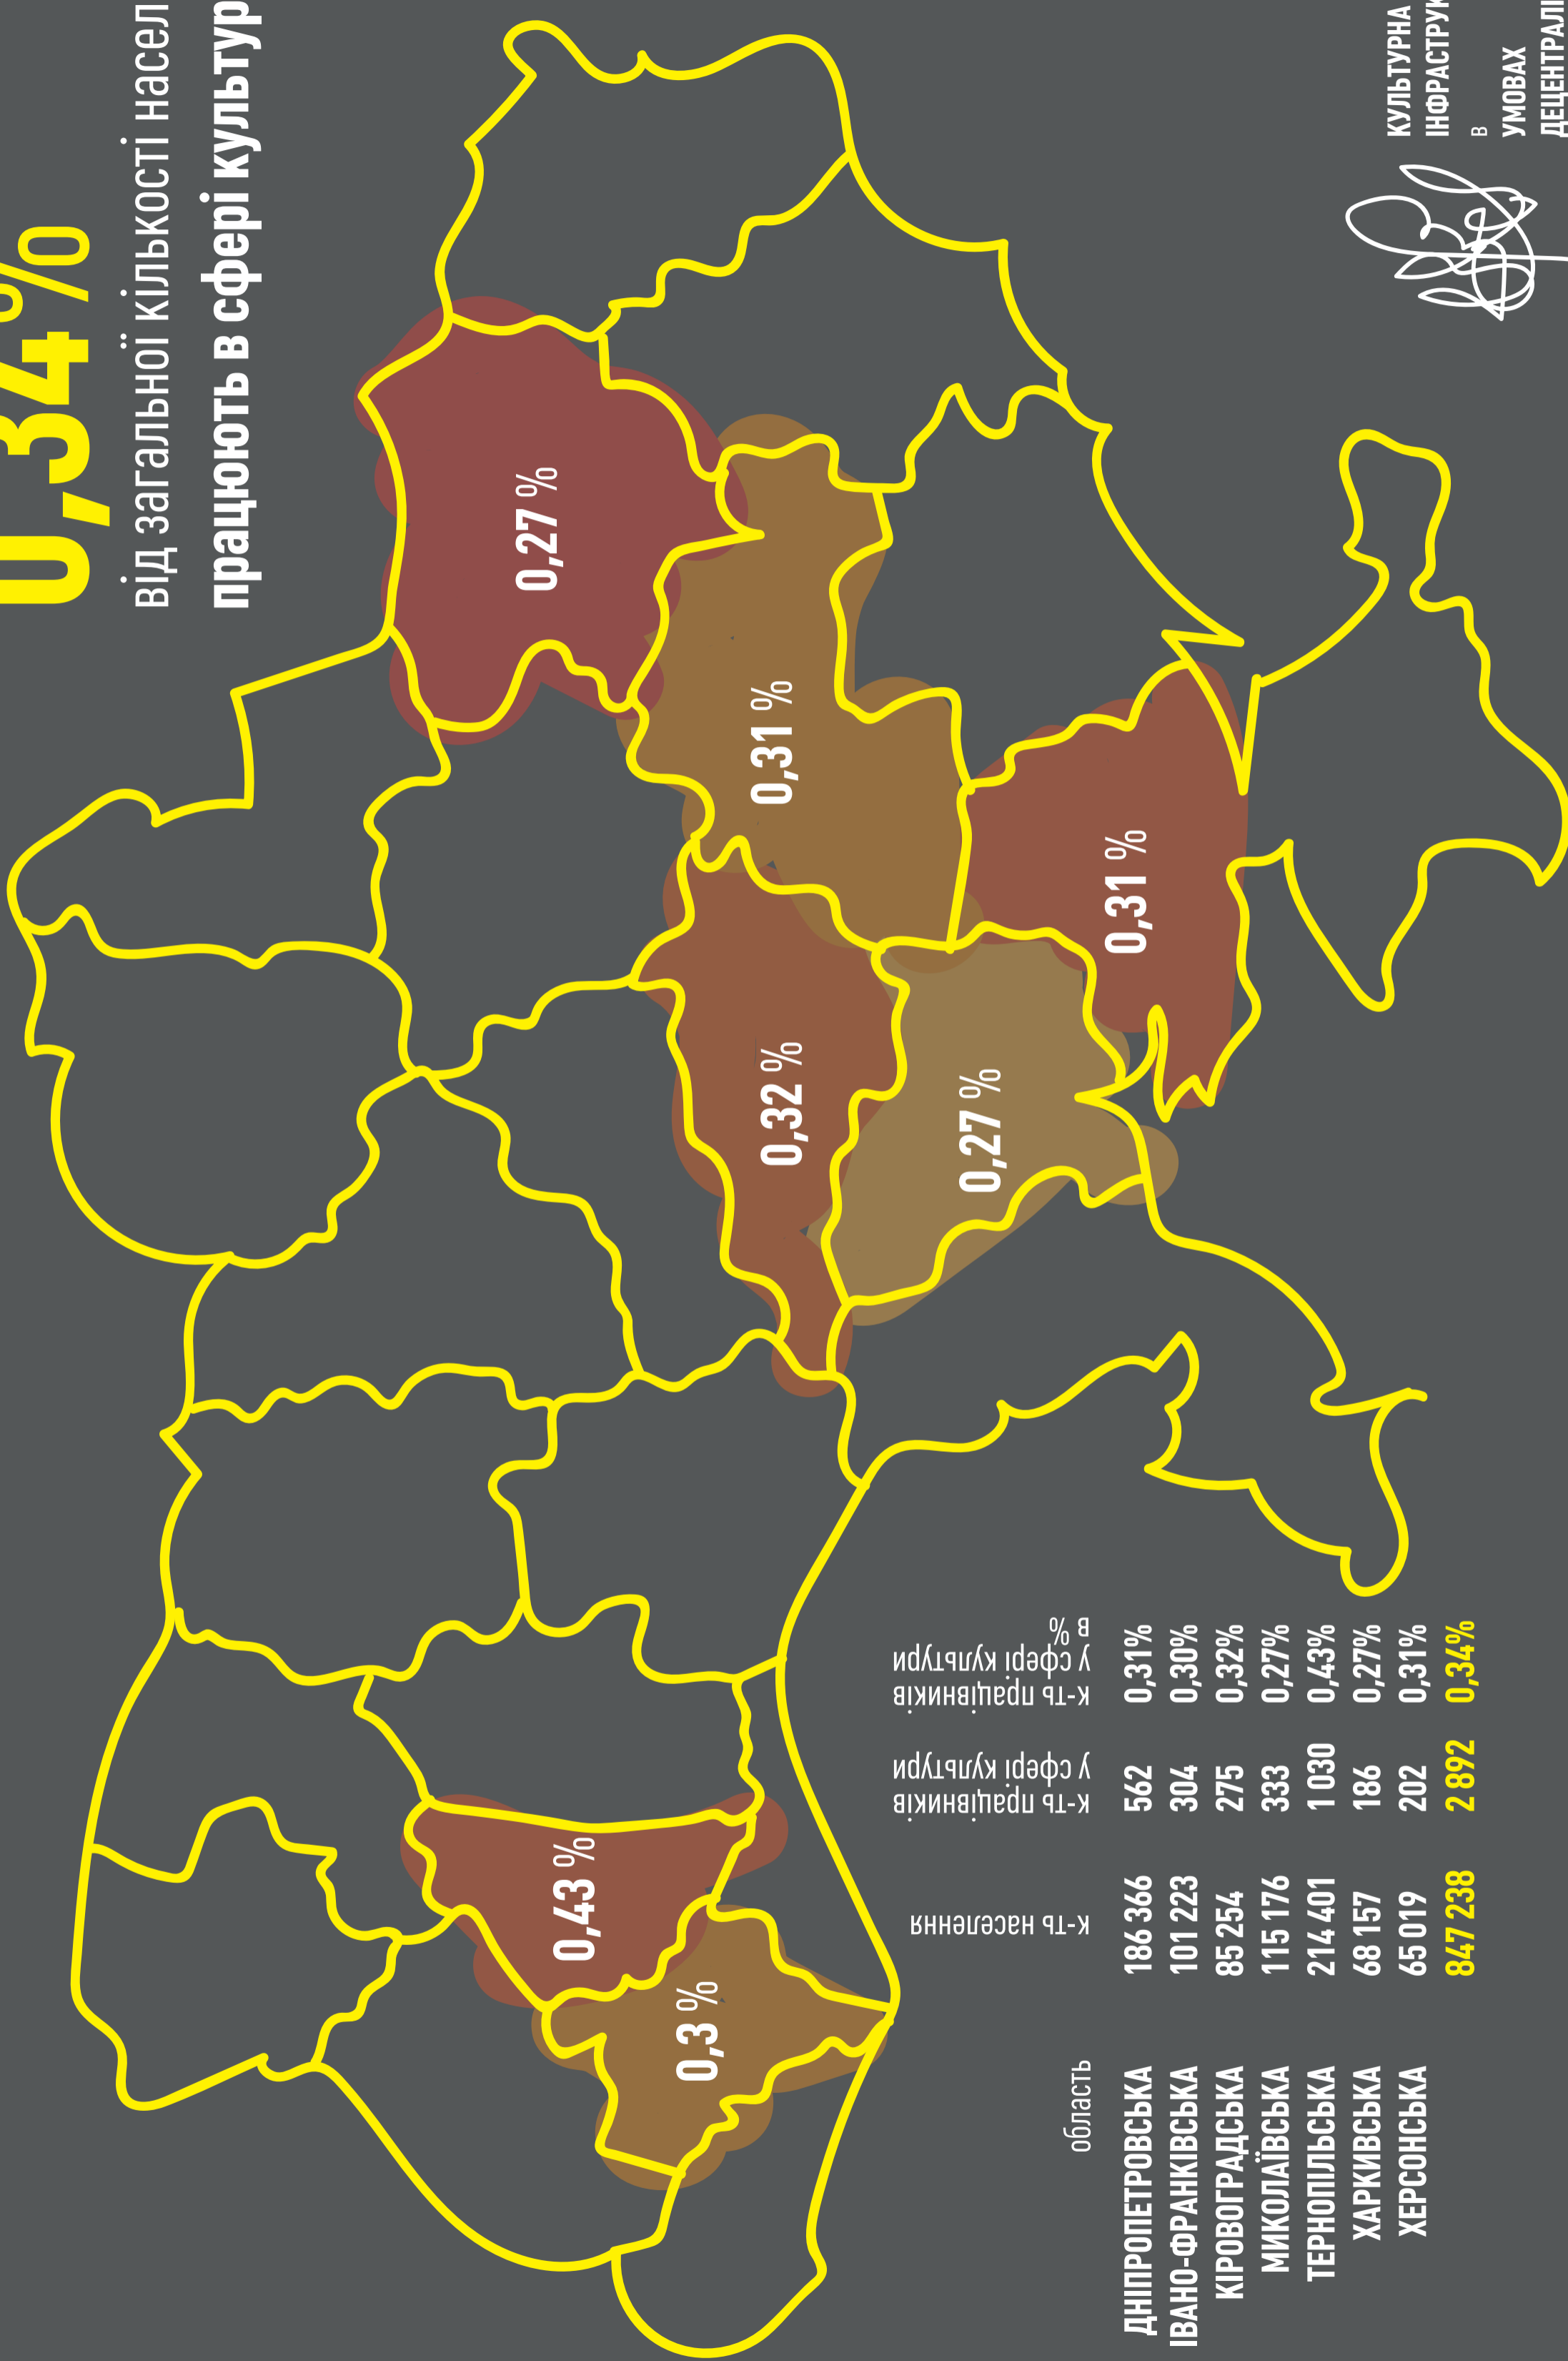 0,34%
Від загальної кількості насел
працюють в сфері культур
0,27 %
0,31 %
0,31 %
0,32 %
0,27 %
0,43 %
0,3 %
область к-ть населення к-ть працівників у сфері культури к-ть працівників у сфері культури в %
ДНІПРОПЕТРОВСЬКА 186 366 562 0,31%
ІВАНО-ФРАНКІВСЬКА 101 223 304 0,30%
КІРОВОГРАДСЬКА 85 254 275 0,32%
МИКОЛАЇВСЬКА 115 176 333 0,27%
ТЕРНОПІЛЬСЬКА 214 401 1 030 0,43%
ХАРКИВСЬКА 68 157 186 0,27%
ХЕРСОНСЬКА 65 019 202 0,31%
847 238 2 892 0,34%
КУЛЬТУРНА
ІНФРАСТРУК
В
УМОВАХ
ДЕЦЕНТРАЛІ